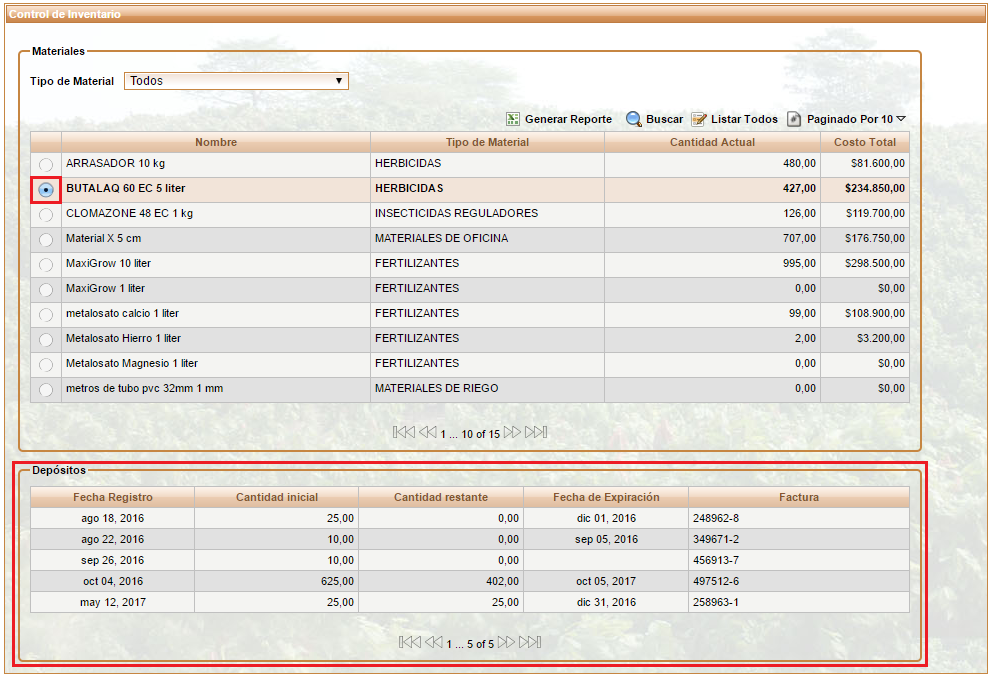 Control de Inventario
Materiales
Tipo de Material Todos
Generar Reporte Buscar Listar Todos Paginado Por 10
Nombre Tipo de Material Cantidad Actual Costo Total
ARRASADOR 10 kg HERBICIDAS 480,00 $81.600,00
BUTALAQ 60 EC 5 liter HERBICIDAS 427,00 $234.850,00
CLOMAZONE 48 EC 1 kg INSECTICIDAS REGULADORES 126,00 $119.700,00
Material X 5 cm MATERIALES DE OFICINA 707,00 $176.750,00
MaxiGrow 10 liter FERTILIZANTES 995,00 $298.500,00
MaxiGrow 1 liter FERTILIZANTES 0,00 $0,00
metalosato calcio 1 liter FERTILIZANTES 99,00 $108.900,00
Metalosato Hierro 1 liter FERTILIZANTES 2,00 $3.200,00
Metalosato Magnesio 1 liter FERTILIZANTES 0,00 $0,00
metros de tubo pvc 32mm 1 mm MATERIALES DE RIEGO 0,00 $0,00
1 ... 10 of 15
Depósitos
Fecha Registro Cantidad inicial Cantidad restante Fecha de Expiración Factura
ago 18, 2016 25,00 0,00 dic 01, 2016 248962-8
ago 22, 2016 10,00 0,00 sep 05, 2016 349671-2
sep 26, 2016 10,00 0,00 456913-7
oct 04, 2016 625,00 402,00 oct 05, 2017 497512-6
may 12, 2017 25,00 25,00 dic 31, 2016 258963-1
1 ... 5 of 5